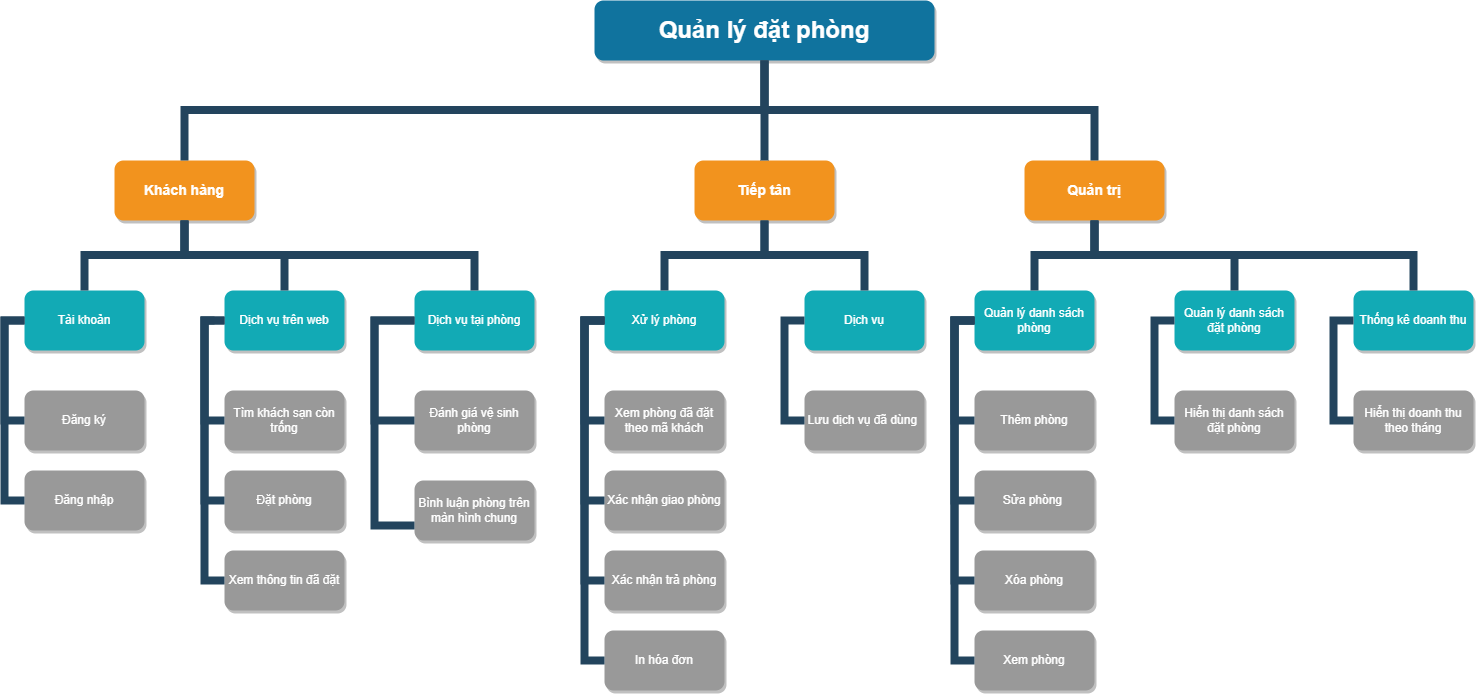 Quản lý đặt phòng
Khách hàng
Tiếp tân
Quản trị
Tài khoản
Dịch vụ trên web
Dịch vụ tại phòng
Xử lý phòng
Dịch vụ
Quản lý danh sách
phòng
Quản lý danh sách
đặt phòng
Thống kê doanh thu
Đăng ký
Tìm khách sạn còn
trống
Đánh giá vệ sinh
phòng
Xem phòng đã đặt
theo mã khách
Lưu dịch vụ đã dùng
Thêm phòng
Hiển thị danh sách
đặt phòng
Hiển thị doanh thu
theo tháng
Đăng nhập
Đặt phòng
Bình luận phòng trên
màn hình chung
Xác nhận giao phòng
Sửa phòng
Xem thông tin đã đặt
Xác nhận trả phòng
Xóa phòng
In hóa đơn
Xem phòng